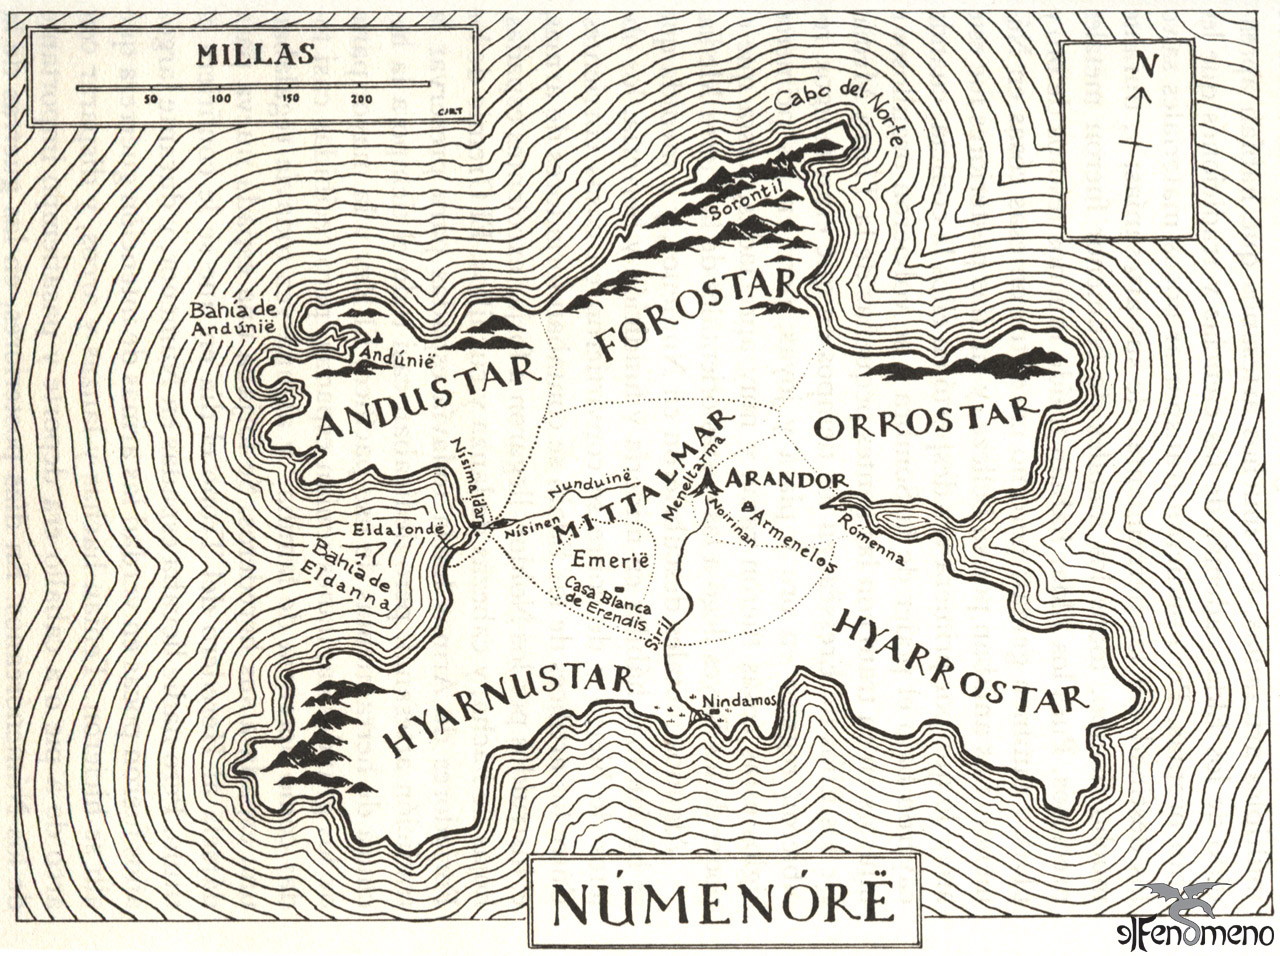 MILLAS
50 100 150 200
CJRT
N
Cabo del Norte
Sorontil
FOROSTAR
Bahía de
Andúnië
Andúnië
ANDUSTAR
ORROSTAR
Nísimaldar
Nunduinë
Nísinen
MITTALMAR
Meneltarma
ARANDOR
Noirinan
Armenelos
Rómenna
Eldalondë
Bahía de
Eldanna
Emerië
Casa Blanca
de Erendis
Siril
HYARROSTAR
HYARNUSTAR
Nindamos
NÚMENÓRË
elFenomeno